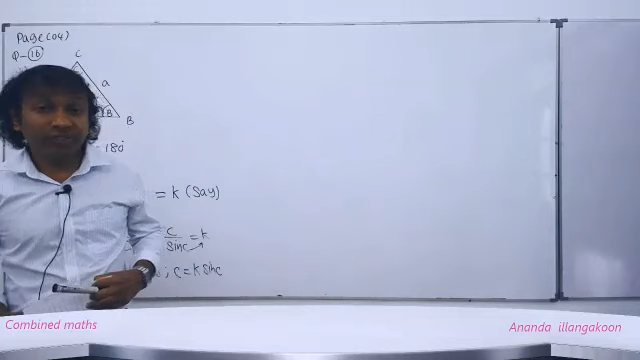 Page(04)
Q-16
C
a
B
B
180
= k (Say)
c/sinc = k
; c = k sinc
Combined maths
Ananda illangakoon